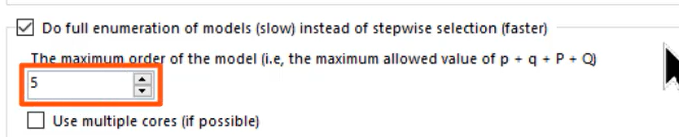 Do full enumeration of models (slow) instead of stepwise selection (faster)
The maximum order of the model (i.e, the maximum allowed value of p + q + P + Q)
5
Use multiple cores (if possible)